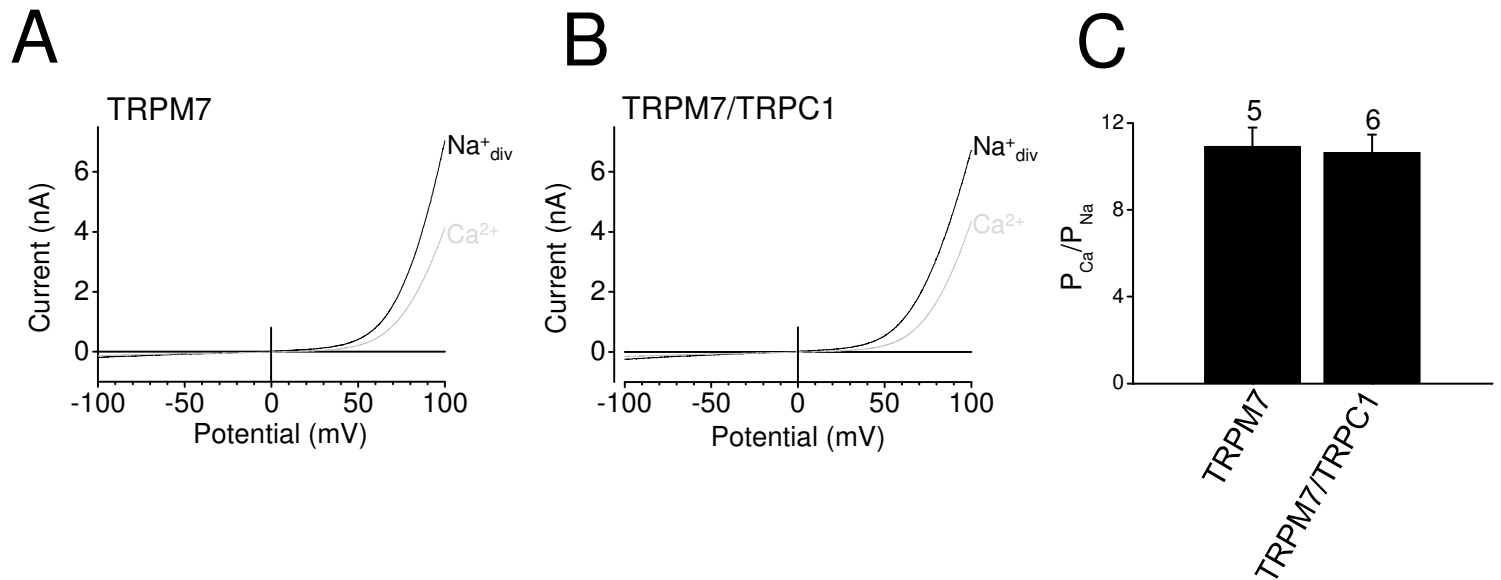 A
B
C
TRPM7
Na⁺div
Ca²⁺
6
4
2
0
Current (nA)
-100 -50 0 50 100
Potential (mV)
TRPM7/TRPC1
Na⁺div
Ca²⁺
6
4
2
0
Current (nA)
-100 -50 0 50 100
Potential (mV)
5
6
12
8
4
0
PCa/PNa
TRPM7
TRPM7/TRPC1